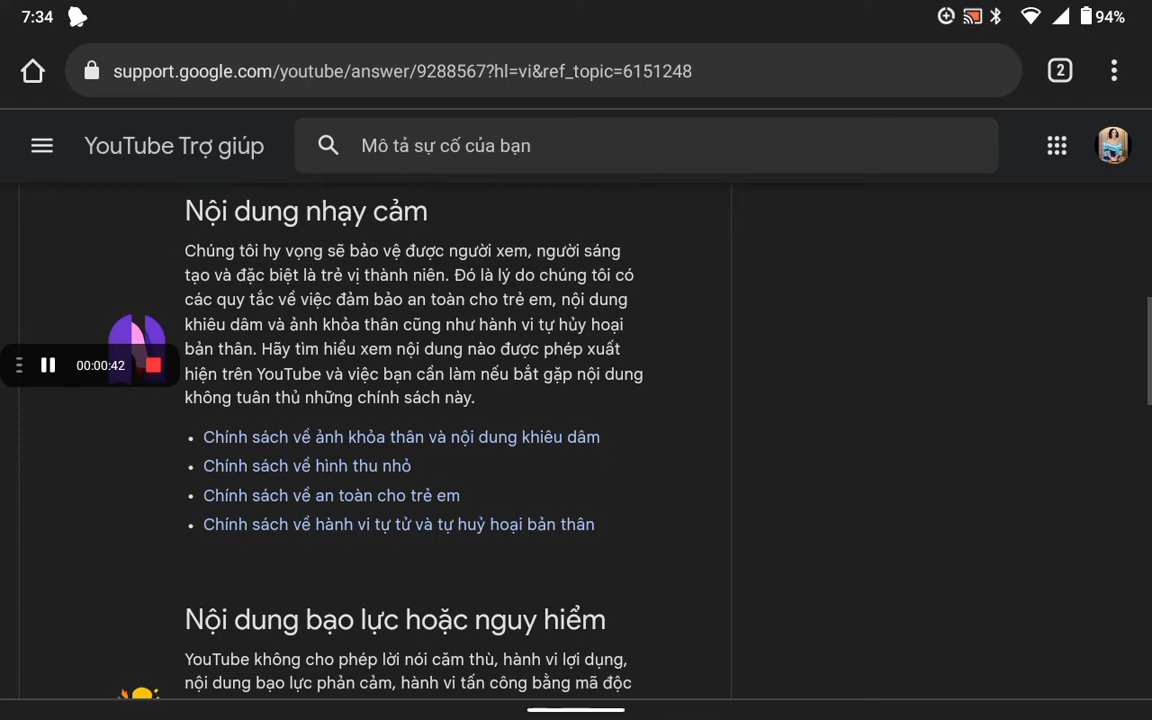 7:34
94%
support.google.com/youtube/answer/9288567?hl=vi&ref_topic=6151248
2
YouTube Trợ giúp
Mô tả sự cố của bạn
Nội dung nhạy cảm
Chúng tôi hy vọng sẽ bảo vệ được người xem, người sáng
tạo và đặc biệt là trẻ vị thành niên. Đó là lý do chúng tôi có
các quy tắc về việc đảm bảo an toàn cho trẻ em, nội dung
khiêu dâm và ảnh khỏa thân cũng như hành vi tự hủy hoại
bản thân. Hãy tìm hiểu xem nội dung nào được phép xuất
00:00:42
hiện trên YouTube và việc bạn cần làm nếu bắt gặp nội dung
không tuân thủ những chính sách này.
• Chính sách về ảnh khỏa thân và nội dung khiêu dâm
• Chính sách về hình thu nhỏ
• Chính sách về an toàn cho trẻ em
• Chính sách về hành vi tự tử và tự huỷ hoại bản thân
Nội dung bạo lực hoặc nguy hiểm
YouTube không cho phép lời nói căm thù, hành vi lợi dụng,
nội dung bạo lực phản cảm, hành vi tấn công bằng mã độc